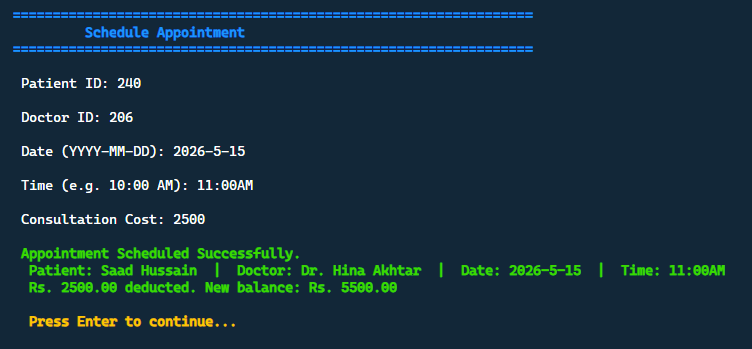 =================================================================
Schedule Appointment
=================================================================
Patient ID: 240
Doctor ID: 206
Date (YYYY-MM-DD): 2026-5-15
Time (e.g. 10:00 AM): 11:00AM
Consultation Cost: 2500
Appointment Scheduled Successfully.
Patient: Saad Hussain | Doctor: Dr. Hina Akhtar | Date: 2026-5-15 | Time: 11:00AM
Rs. 2500.00 deducted. New balance: Rs. 5500.00
Press Enter to continue...